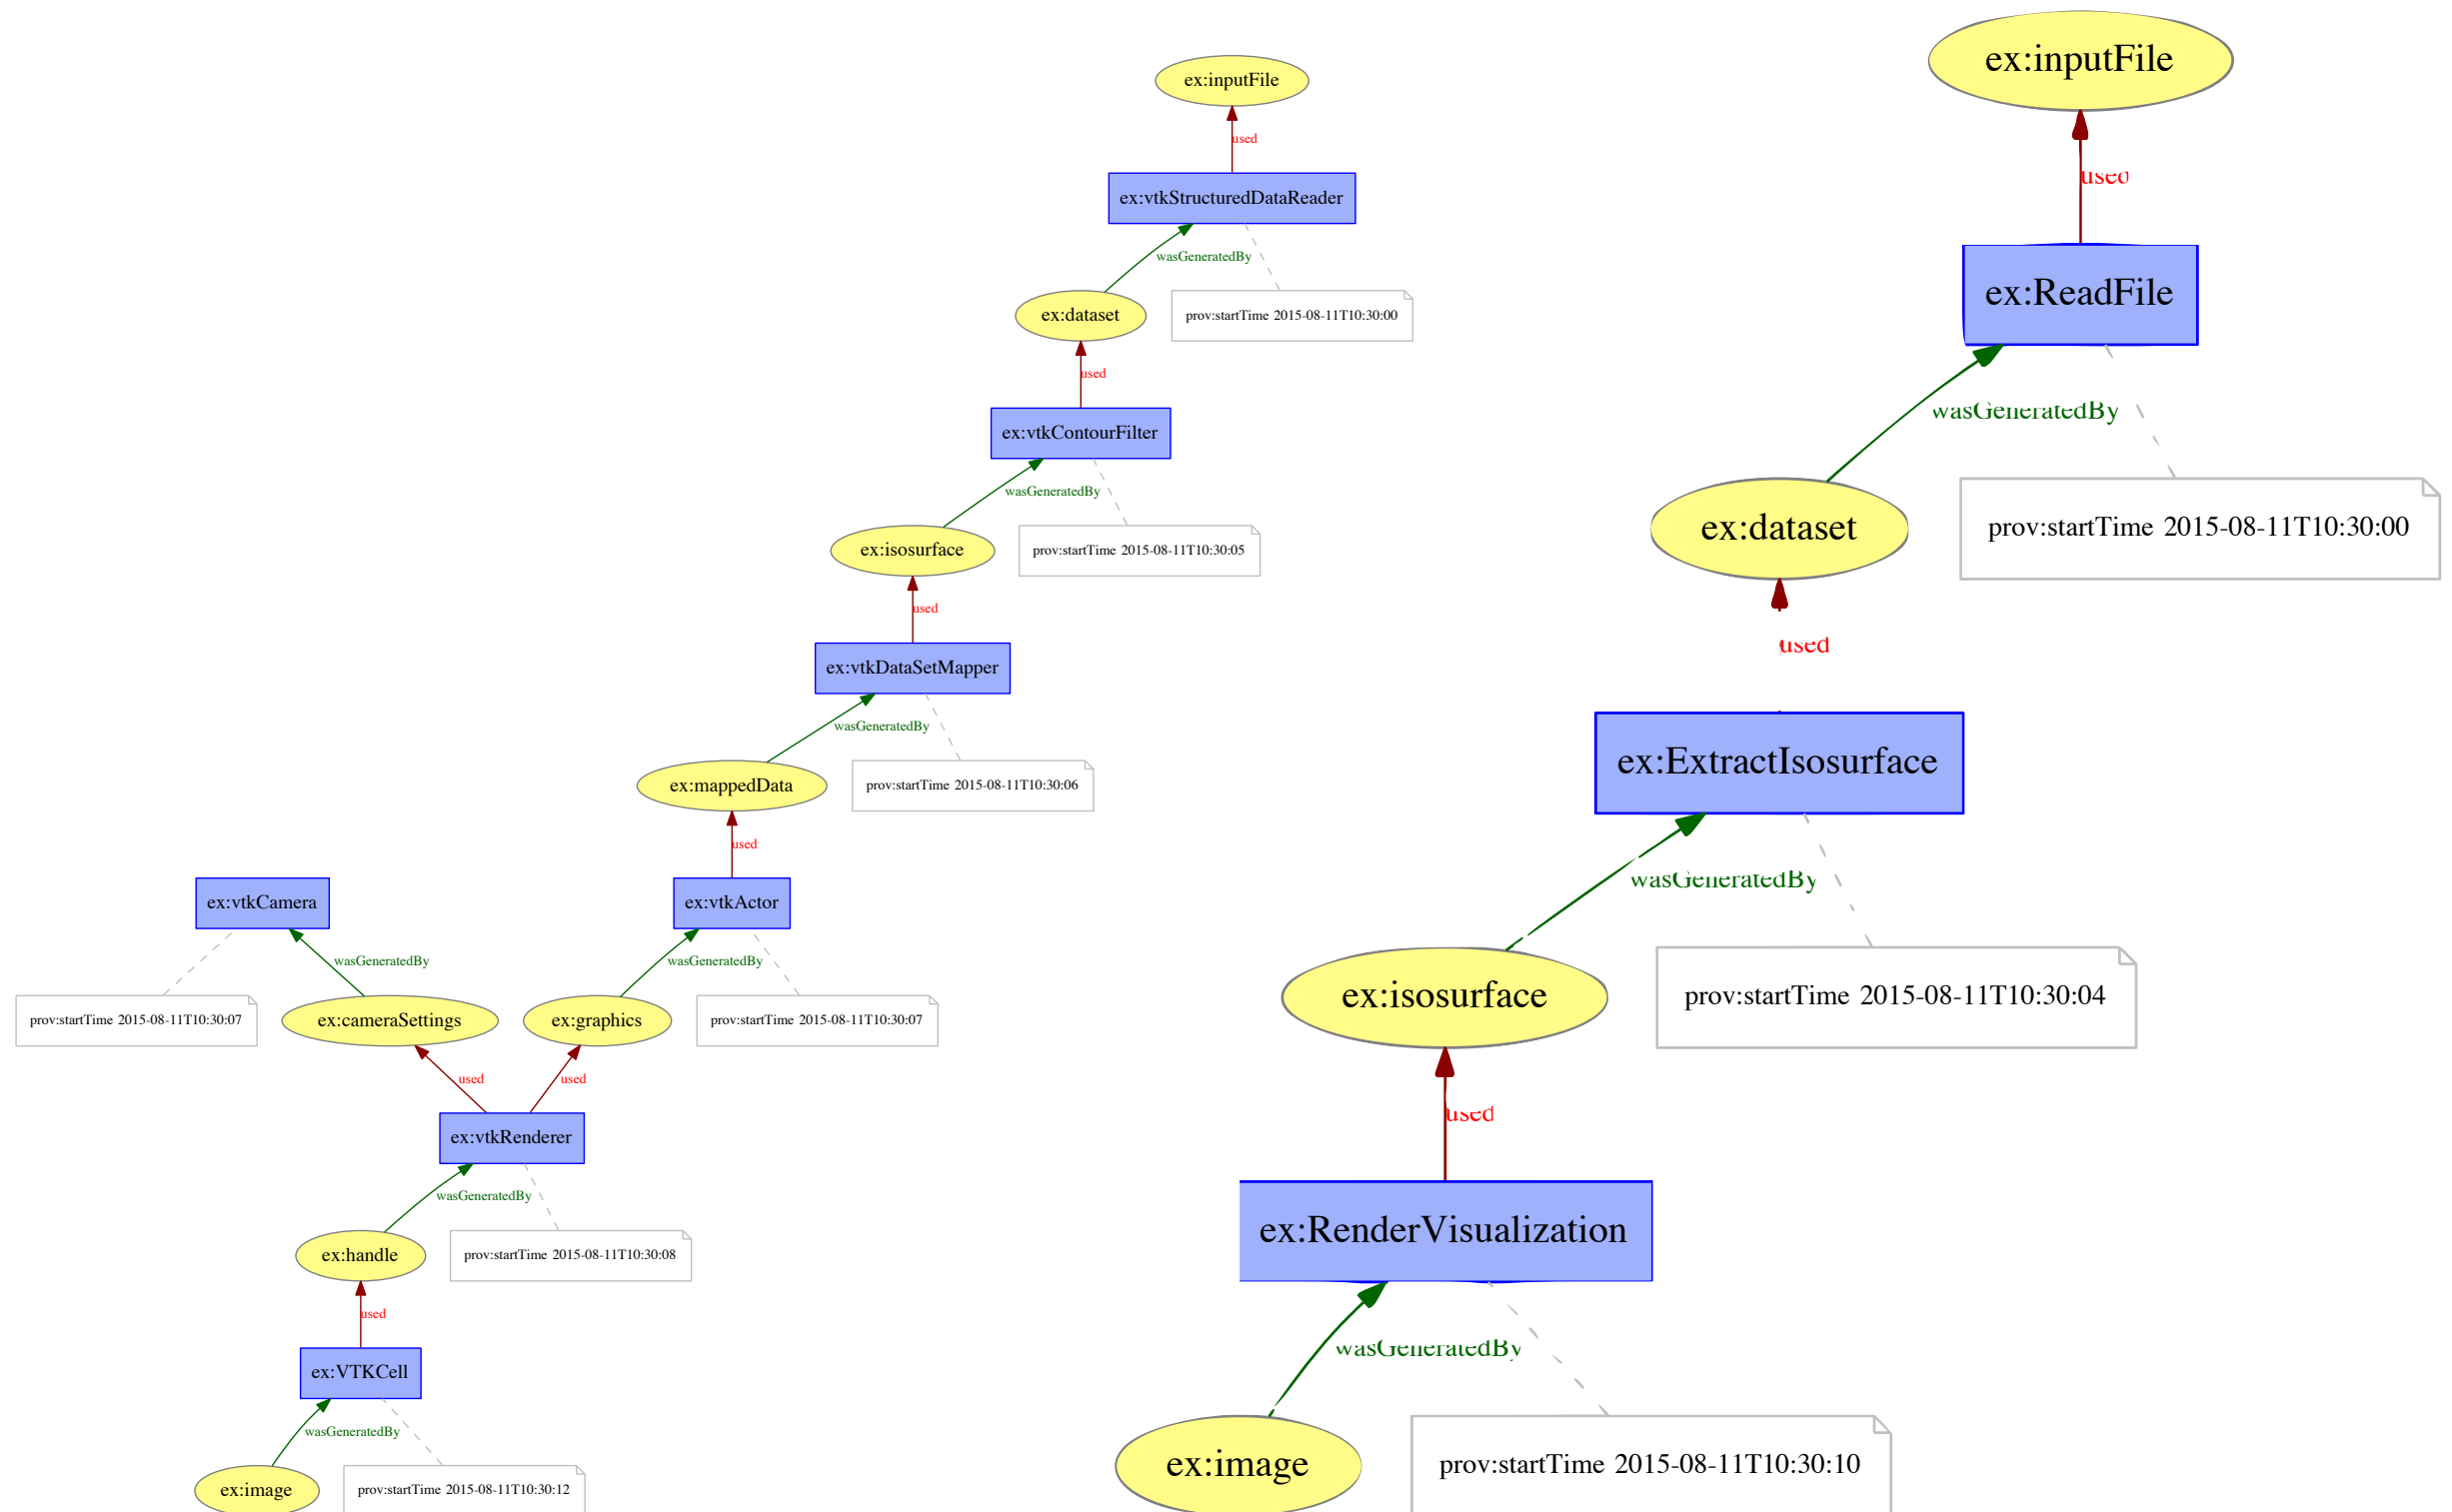 ex:inputFile
used
ex:vtkStructuredDataReader
wasGeneratedBy
ex:dataset
prov:startTime 2015-08-11T10:30:00
used
ex:vtkContourFilter
wasGeneratedBy
ex:isosurface
prov:startTime 2015-08-11T10:30:05
used
ex:vtkDataSetMapper
wasGeneratedBy
ex:mappedData
prov:startTime 2015-08-11T10:30:06
used
ex:vtkCamera
ex:vtkActor
wasGeneratedBy
wasGeneratedBy
prov:startTime 2015-08-11T10:30:07
ex:cameraSettings
ex:graphics
prov:startTime 2015-08-11T10:30:07
used
used
ex:vtkRenderer
wasGeneratedBy
ex:handle
prov:startTime 2015-08-11T10:30:08
used
ex:VTKCell
wasGeneratedBy
ex:image
prov:startTime 2015-08-11T10:30:12
ex:inputFile
used
ex:ReadFile
wasGeneratedBy
ex:dataset
prov:startTime 2015-08-11T10:30:00
used
ex:ExtractIsosurface
wasGeneratedBy
ex:isosurface
prov:startTime 2015-08-11T10:30:04
used
ex:RenderVisualization
wasGeneratedBy
ex:image
prov:startTime 2015-08-11T10:30:10